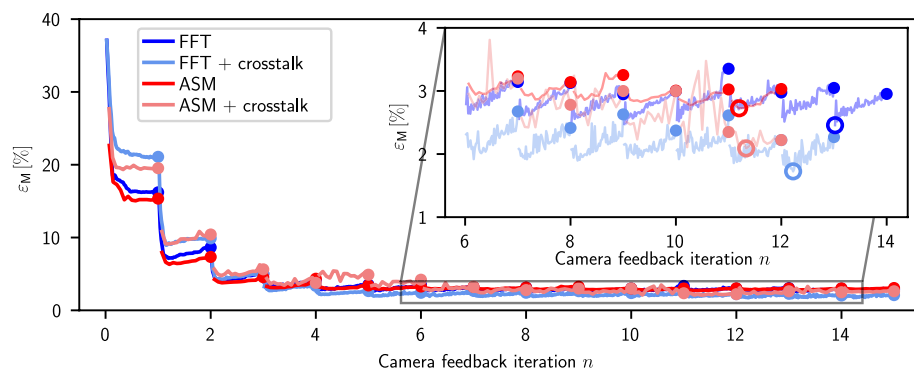 40
30
20
10
0
ε_M [%]
FFT
FFT + crosstalk
ASM
ASM + crosstalk
4
3
2
1
ε_M [%]
6 8 10 12 14
Camera feedback iteration n
0 2 4 6 8 10 12 14
Camera feedback iteration n